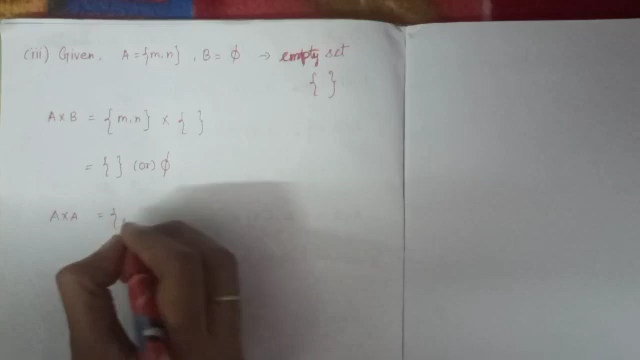 (iii) Given, A = {m,n}, B = ϕ → empty set
{ }
A×B = {m,n} × { }
= { } (or) ϕ
A×A = {